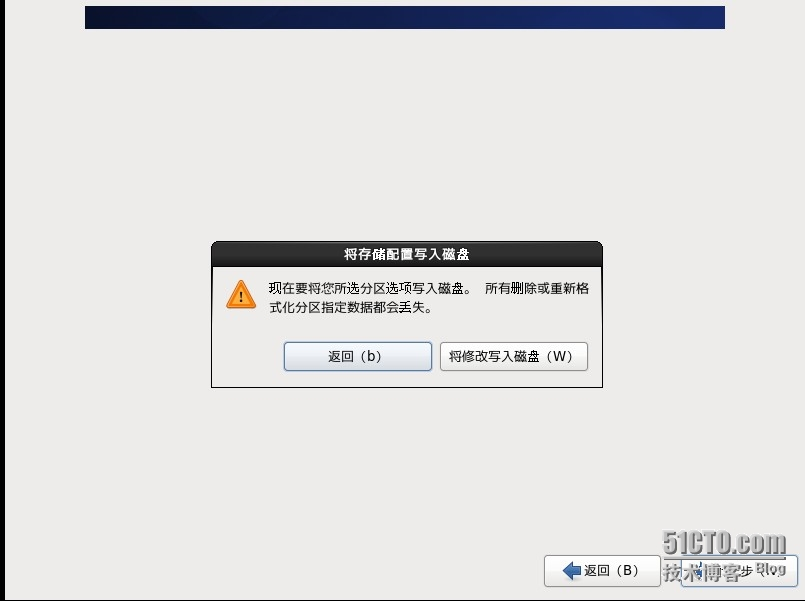 将存储配置写入磁盘
现在要将您所选分区选项写入磁盘。 所有删除或重新格
式化分区指定数据都会丢失。
返回（b）
将修改写入磁盘（W）
51CTO.com
返回（B）
步
技术博客 Blog